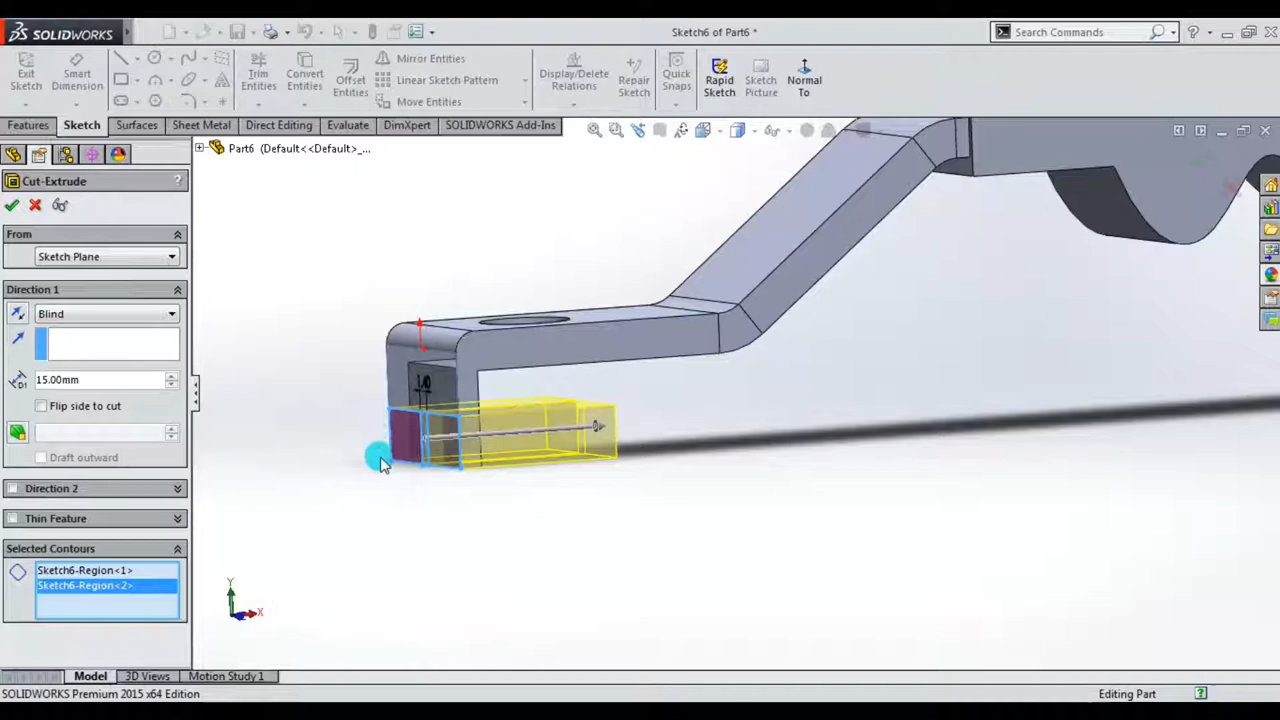 SOLIDWORKS
Sketch6 of Part6 *
Search Commands
Exit Sketch
Smart Dimension
Trim Entities
Convert Entities
Offset Entities
Mirror Entities
Linear Sketch Pattern
Move Entities
Display/Delete Relations
Repair Sketch
Quick Snaps
Rapid Sketch
Sketch Picture
Normal To
Features
Sketch
Surfaces
Sheet Metal
Direct Editing
Evaluate
DimXpert
SOLIDWORKS Add-Ins
Part6 (Default<<Default>_...
Cut-Extrude
?
From
Sketch Plane
Direction 1
Blind
15.00mm
Flip side to cut
Draft outward
Direction 2
Thin Feature
Selected Contours
Sketch6-Region<1>
Sketch6-Region<2>
Y
X
Model
3D Views
Motion Study 1
SOLIDWORKS Premium 2015 x64 Edition
Editing Part
?